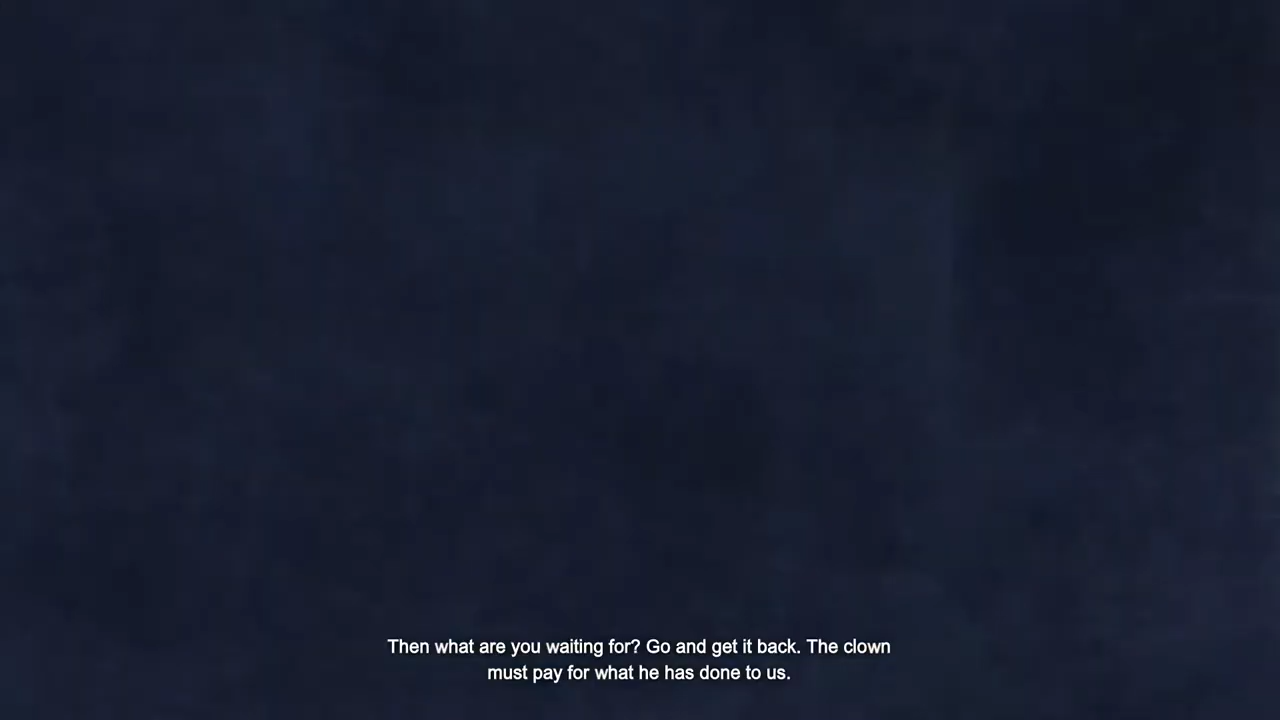 Then what are you waiting for? Go and get it back. The clown
must pay for what he has done to us.